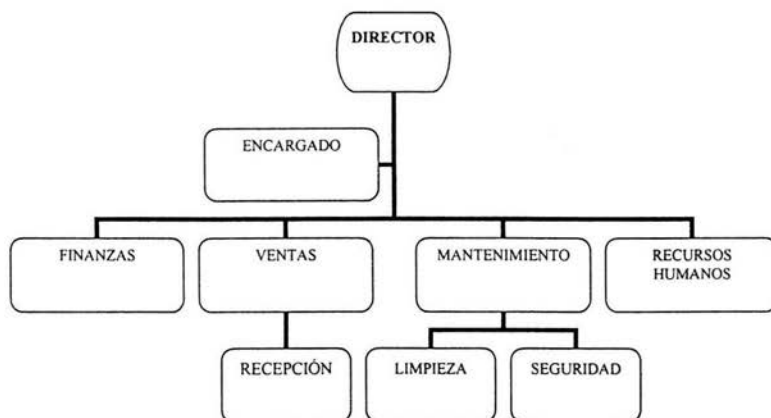 DIRECTOR
ENCARGADO
FINANZAS
VENTAS
MANTENIMIENTO
RECURSOS
HUMANOS
RECEPCIÓN
LIMPIEZA
SEGURIDAD